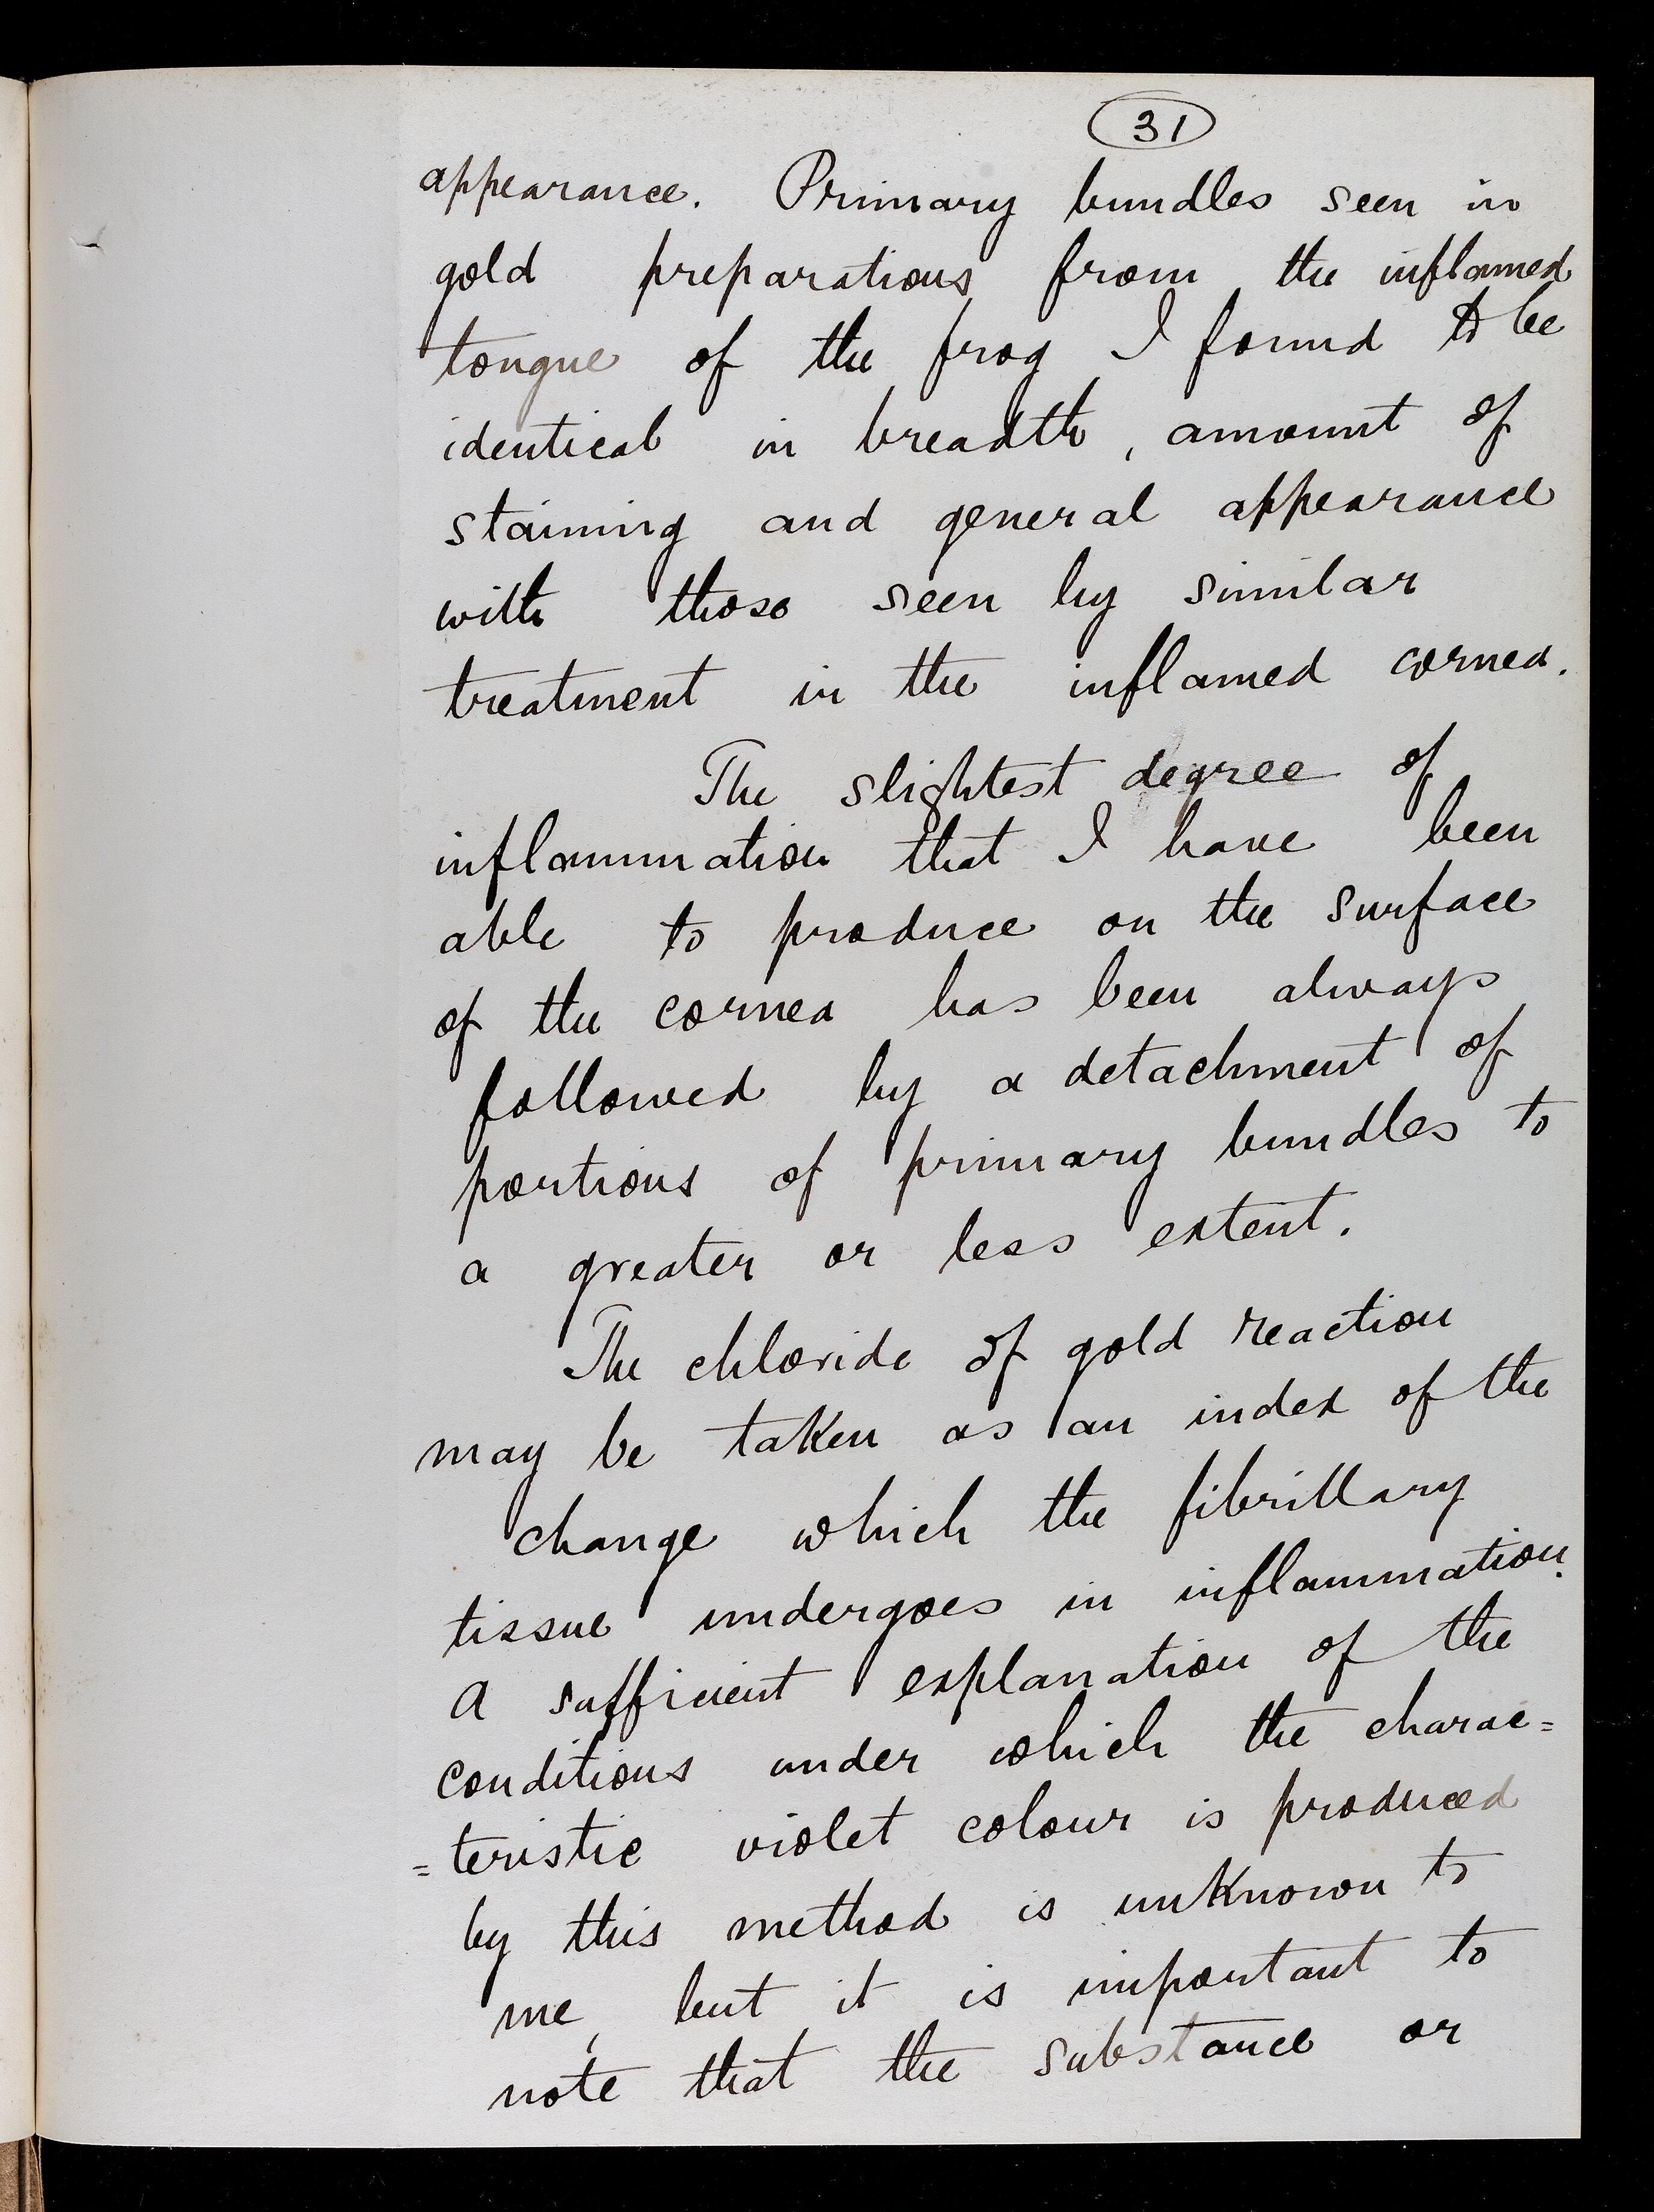 31
appearance. Primary bundles seen in
gold preparations from the inflamed
tongue of the frog I found to be
identical in breadth, amount of
staining and general appearance
with those seen by similar
treatment in the inflamed cornea.
The slightest degree of
inflammation that I have been
able to produce on the surface
of the cornea has been always
followed by a detachment of
portions of primary bundles to
a greater or less extent.
The chloride of gold reaction
may be taken as an index of the
change which the fibrillary
tissue undergoes in inflammation.
A sufficient explanation of the
conditions under which the charac=
=teristic violet colour is produced
by this method is unknown to
me, but it is important to
note that the substance or